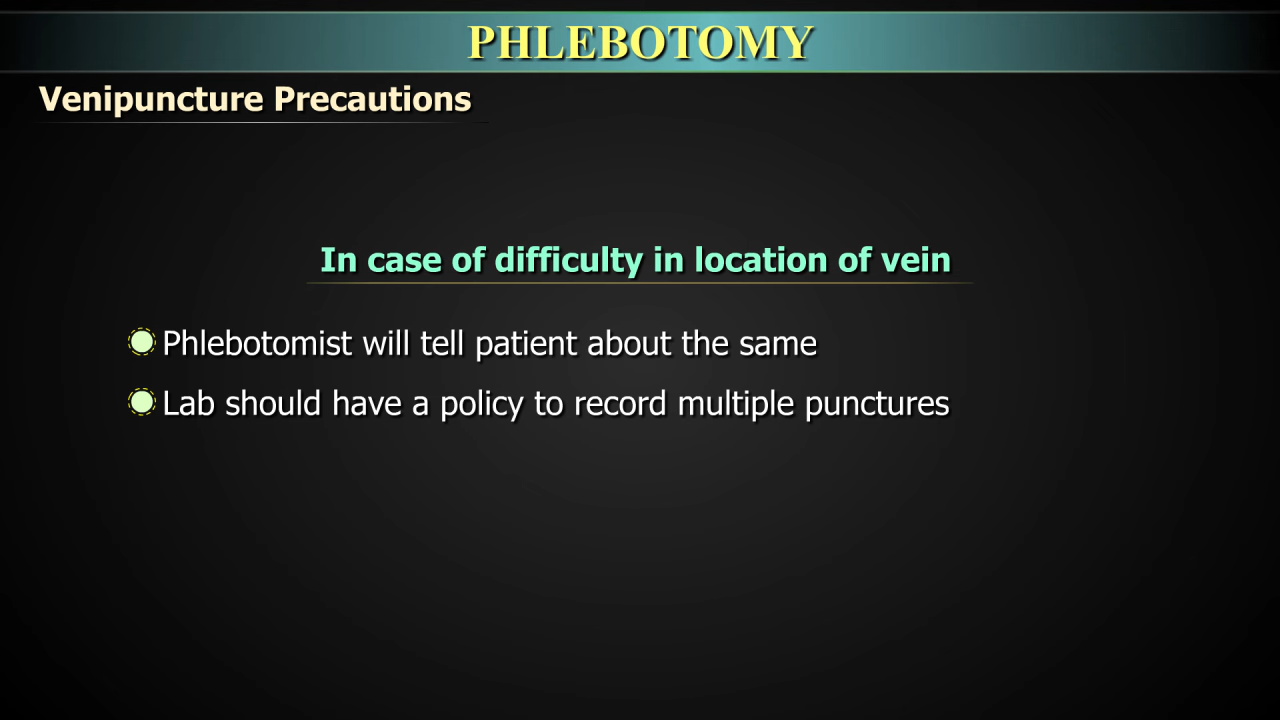 PHLEBOTOMY
Venipuncture Precautions
In case of difficulty in location of vein
Phlebotomist will tell patient about the same
Lab should have a policy to record multiple punctures